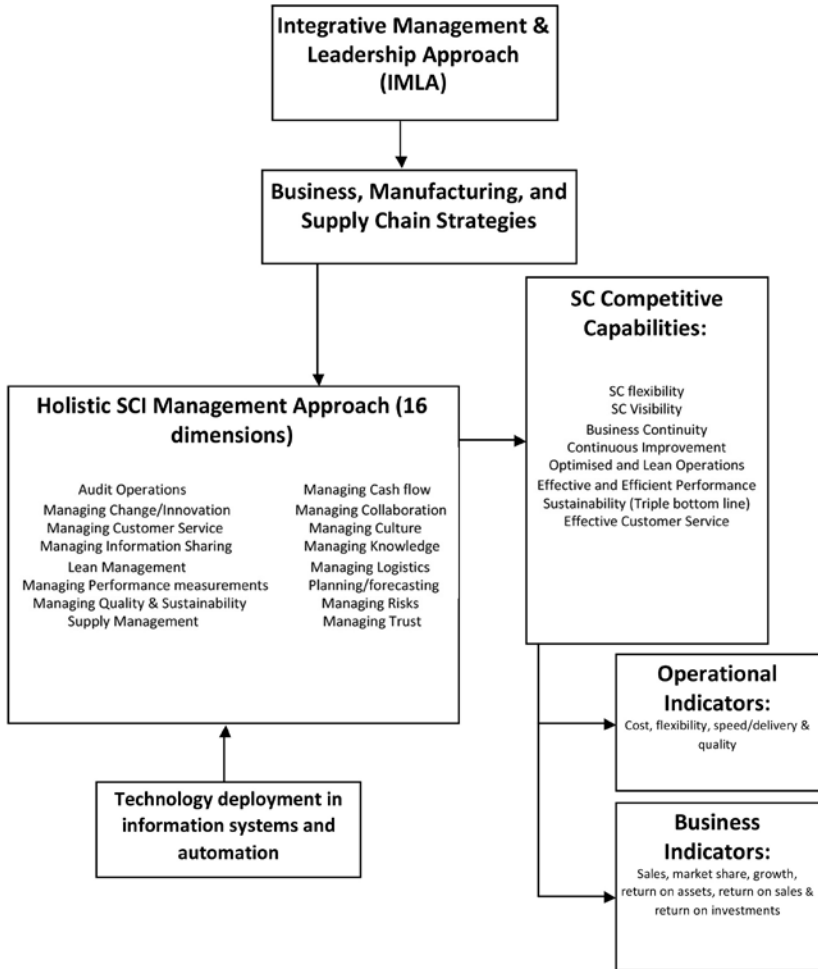 Integrative Management &
Leadership Approach
(IMLA)
Business, Manufacturing, and
Supply Chain Strategies
SC Competitive
Capabilities:
SC flexibility
SC Visibility
Business Continuity
Continuous Improvement
Optimised and Lean Operations
Effective and Efficient Performance
Sustainability (Triple bottom line)
Effective Customer Service
Holistic SCI Management Approach (16
dimensions)
Audit Operations
Managing Change/Innovation
Managing Customer Service
Managing Information Sharing
Lean Management
Managing Performance measurements
Managing Quality & Sustainability
Supply Management
Managing Cash flow
Managing Collaboration
Managing Culture
Managing Knowledge
Managing Logistics
Planning/forecasting
Managing Risks
Managing Trust
Operational
Indicators:
Cost, flexibility, speed/delivery &
quality
Technology deployment in
information systems and
automation
Business
Indicators:
Sales, market share, growth,
return on assets, return on sales &
return on investments